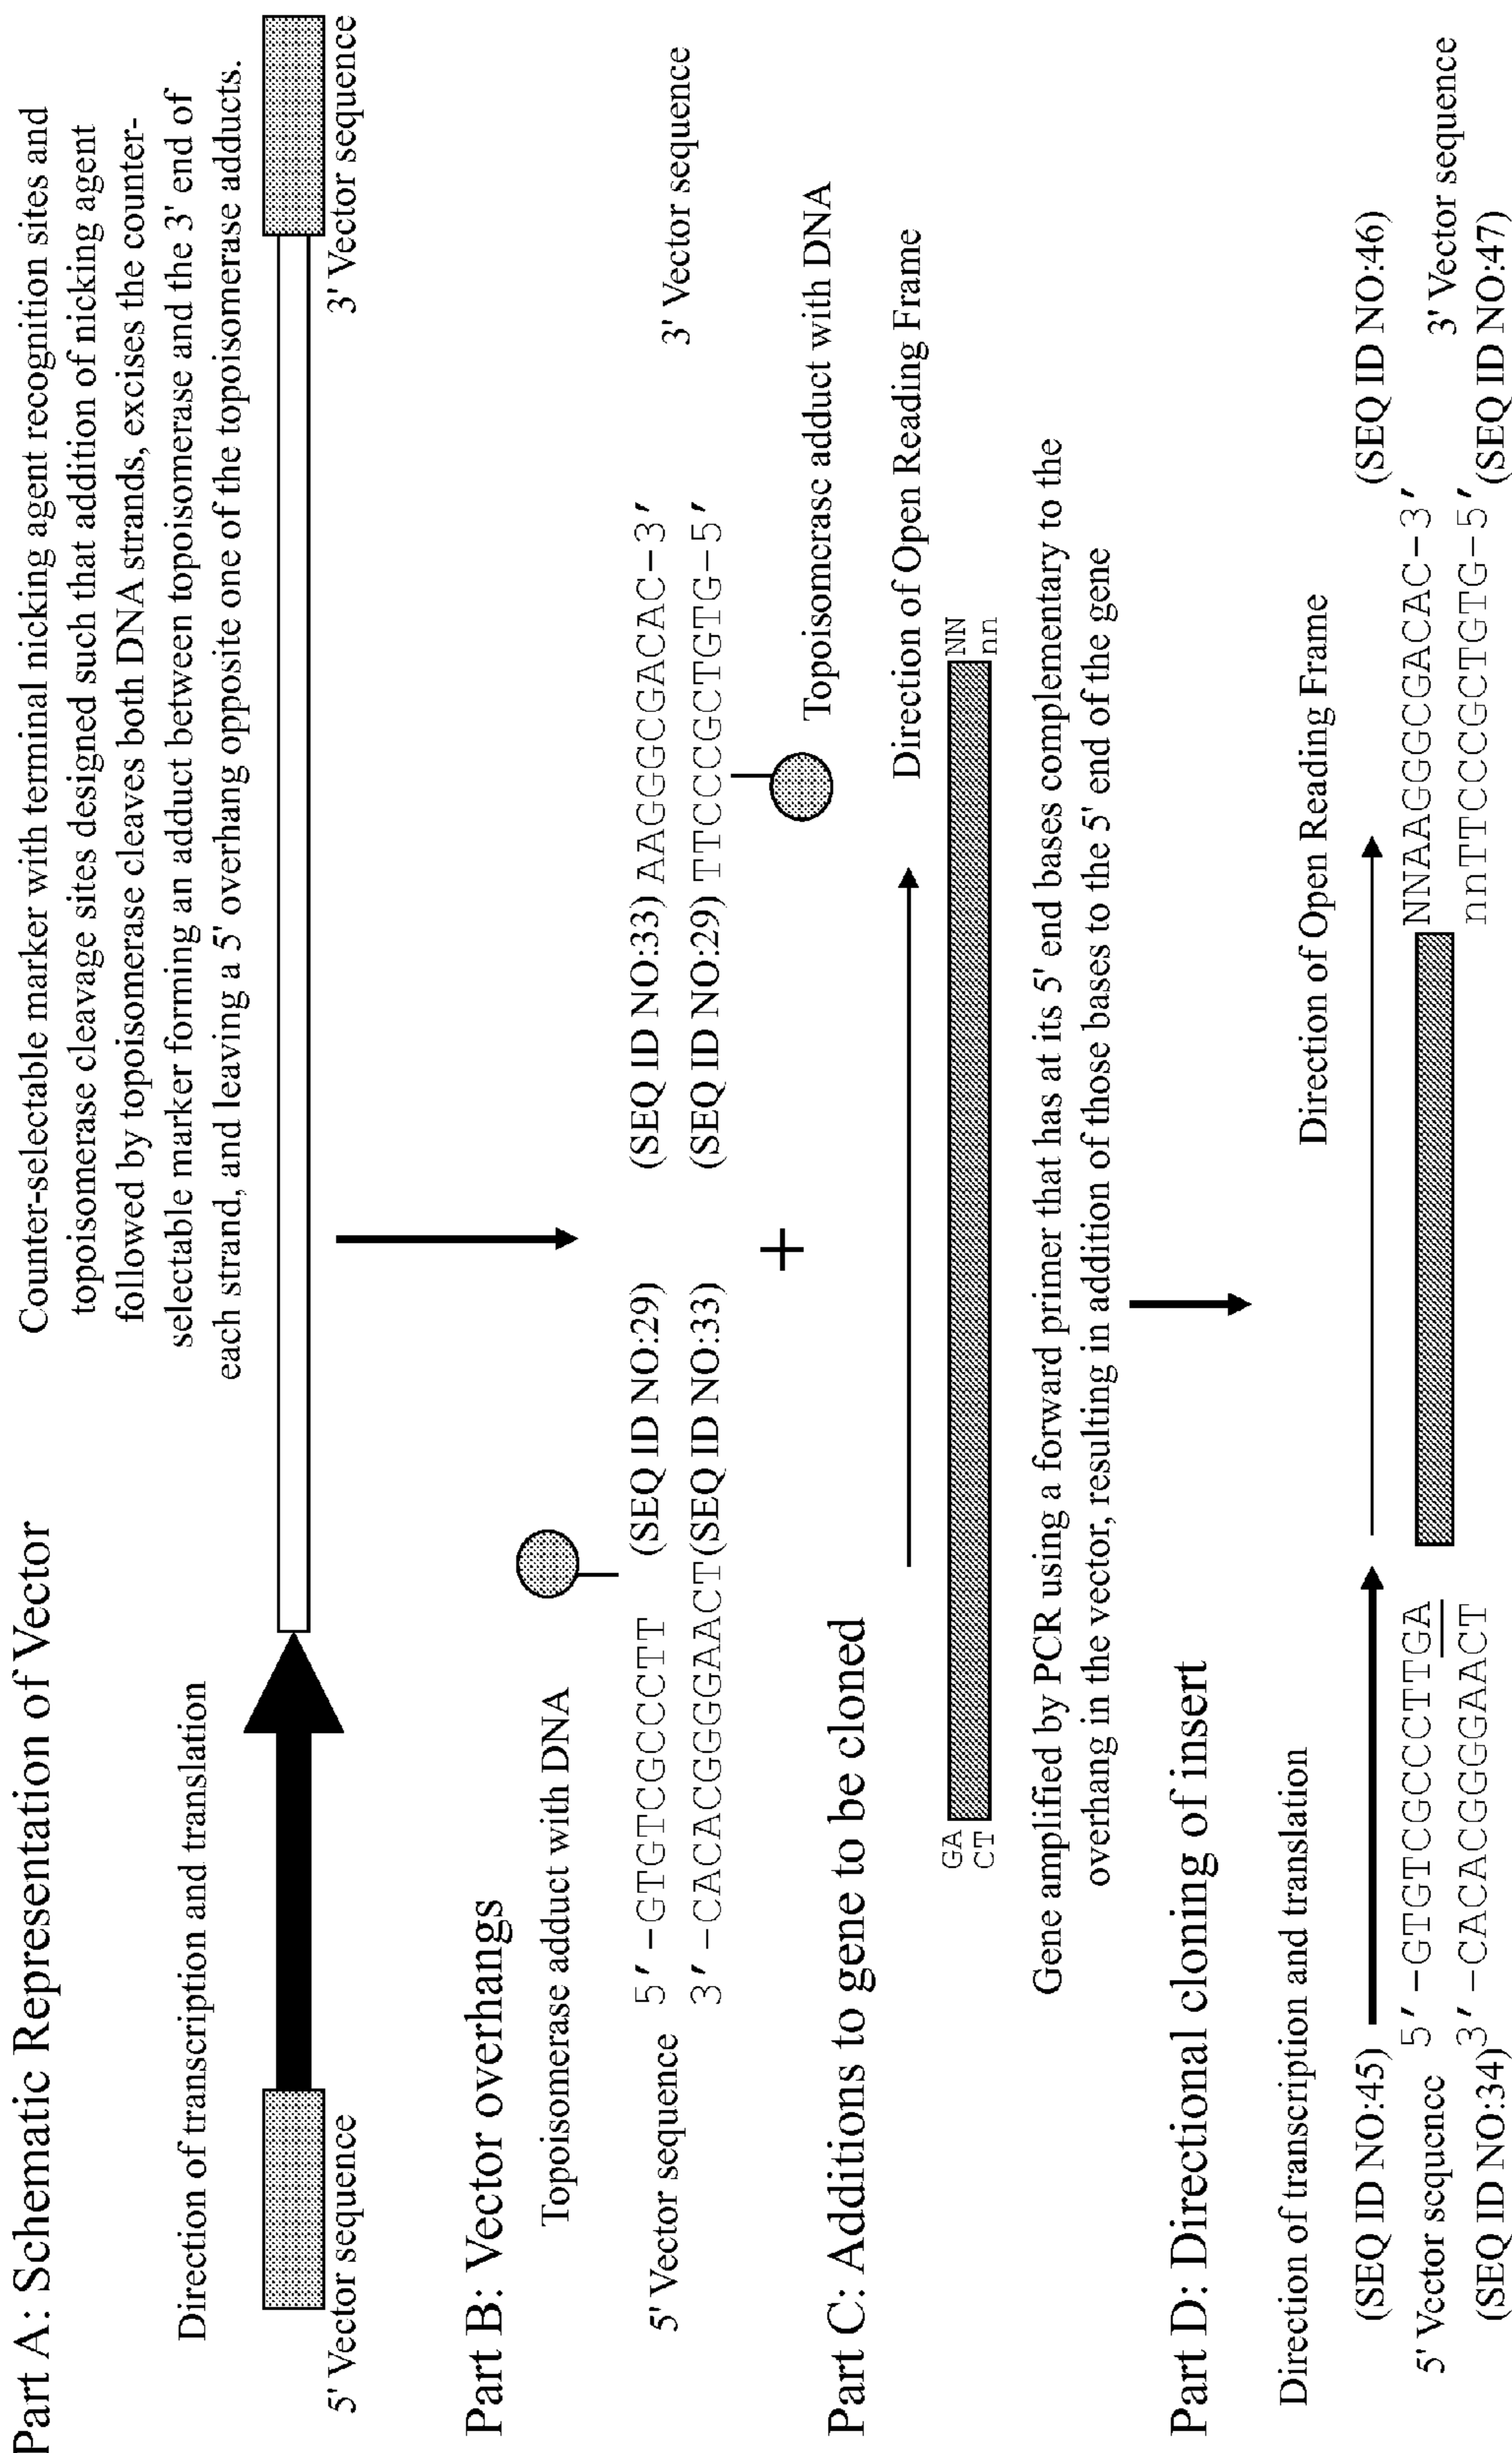 Part A: Schematic Representation of Vector
Counter-selectable marker with terminal nicking agent recognition sites and
topoisomerase cleavage sites designed such that addition of nicking agent
followed by topoisomerase cleaves both DNA strands, excises the counter-
selectable marker forming an adduct between topoisomerase and the 3' end of
each strand, and leaving a 5' overhang opposite one of the topoisomerase adducts.
Direction of transcription and translation
5' Vector sequence
3' Vector sequence
Part B: Vector overhangs
Topoisomerase adduct with DNA
5' Vector sequence
5′-GTGTCGCCCTT (SEQ ID NO:29)
3′-CACACGGGGAACT(SEQ ID NO:33)
(SEQ ID NO:33) AAGGGCGACAC-3′
(SEQ ID NO:29) TTCCCGCTGTG-5′
3' Vector sequence
Topoisomerase adduct with DNA
+
Part C: Additions to gene to be cloned
Direction of Open Reading Frame
GA
CT
NN
nn
Gene amplified by PCR using a forward primer that has at its 5' end bases complementary to the
overhang in the vector, resulting in addition of those bases to the 5' end of the gene
Part D: Directional cloning of insert
Direction of transcription and translation
Direction of Open Reading Frame
(SEQ ID NO:45)
5' Vector sequence
5′-GTGTCGCCCTTGA
3′-CACACGGGGAACT
(SEQ ID NO:34)
(SEQ ID NO:46)
NNAAGGGCGACAC-3′
nnTTCCCGCTGTG-5′
3' Vector sequence
(SEQ ID NO:47)